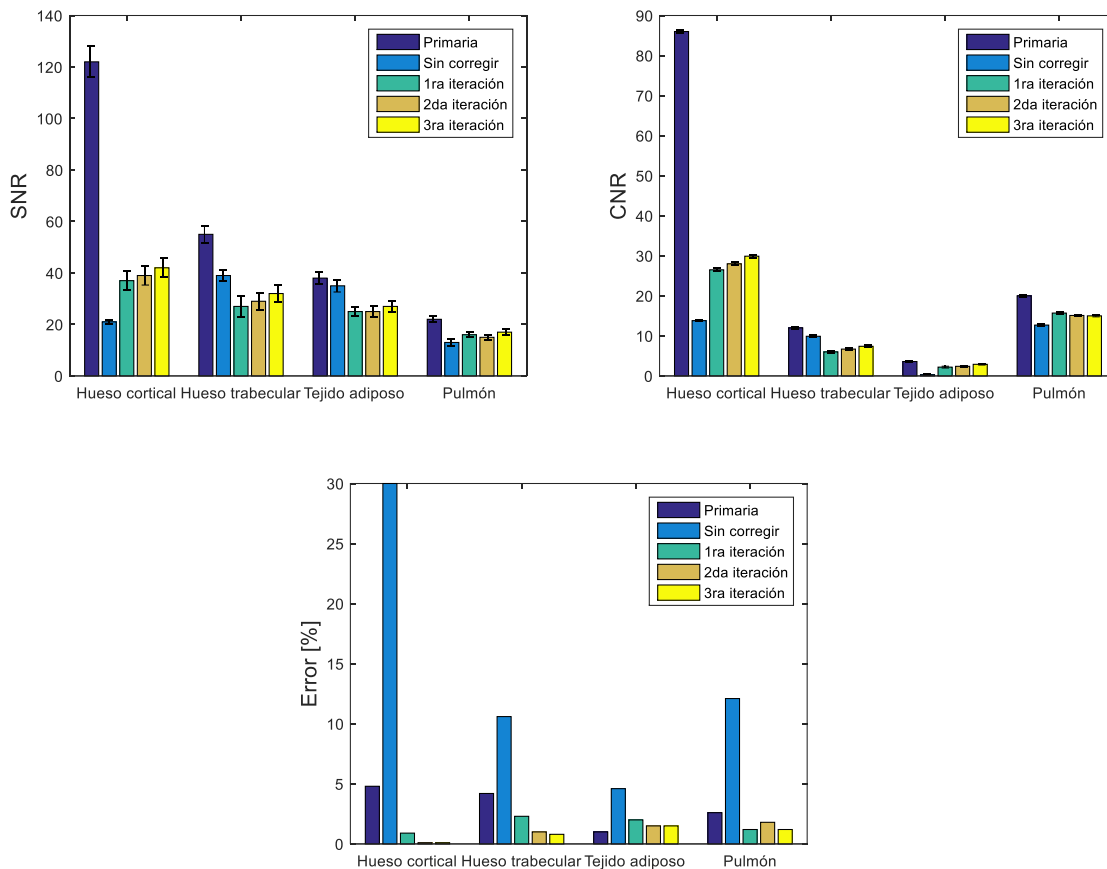 140
120
100
80
60
40
20
0
SNR
Primaria
Sin corregir
1ra iteración
2da iteración
3ra iteración
Hueso cortical Hueso trabecular Tejido adiposo Pulmón
90
80
70
60
50
40
30
20
10
0
CNR
Primaria
Sin corregir
1ra iteración
2da iteración
3ra iteración
Hueso cortical Hueso trabecular Tejido adiposo Pulmón
30
25
20
15
10
5
0
Error [%]
Primaria
Sin corregir
1ra iteración
2da iteración
3ra iteración
Hueso cortical Hueso trabecular Tejido adiposo Pulmón